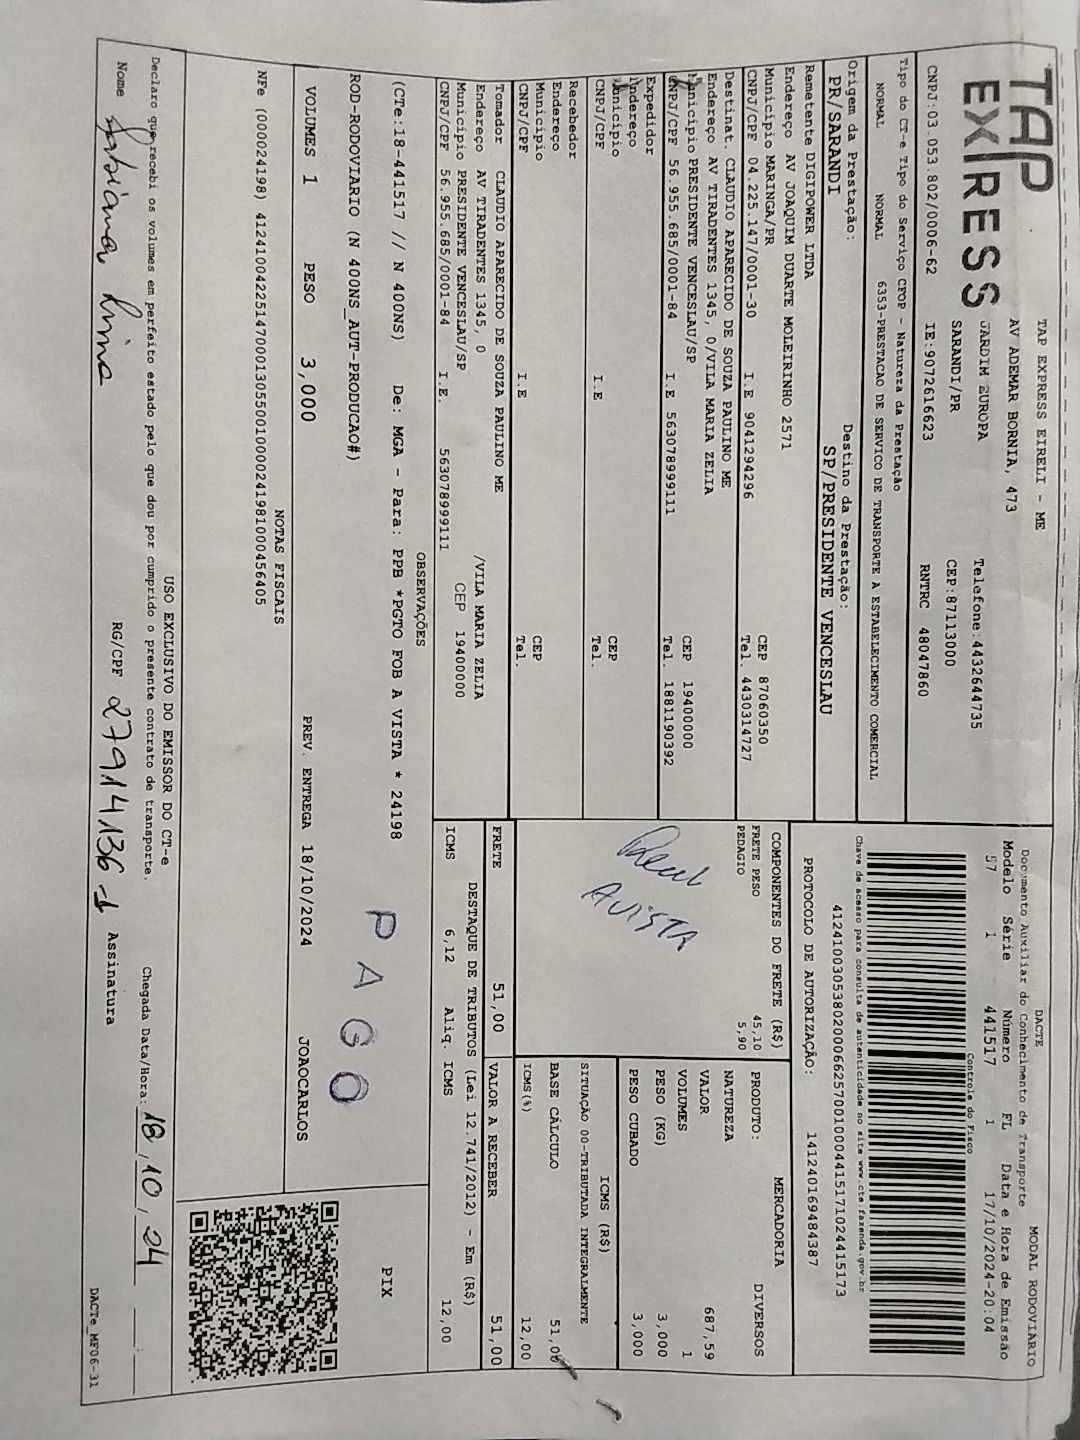 TAP
EXPRESS
TAP EXPRESS EIRELI - ME
AV ADEMAR BORNIA, 473
JARDIM EUROPA
SARANDI/PR
Telefone:4432644735
CEP:87113000
CNPJ:03.053.802/0006-62 IE:9072616623 RNTRC 48047860
DACTE MODAL RODOVIÁRIO
Documento Auxiliar do Conhecimento de Transporte
Modelo Série Número FL Data e Hora de Emissão
57 1 441517 1 17/10/2024-20:04
Controle do Fisco
Chave de acesso para consulta de autenticidade no site www.cte.fazenda.gov.br
41241003053802000662570010004415171024415173
PROTOCOLO DE AUTORIZAÇÃO: 141240169484387
Tipo do CT-e Tipo do Serviço CFOP - Natureza da Prestação
NORMAL NORMAL 6353-PRESTACAO DE SERVICO DE TRANSPORTE A ESTABELECIMENTO COMERCIAL
Origem da Prestação: Destino da Prestação:
PR/SARANDI SP/PRESIDENTE VENCESLAU
Remetente DIGIPOWER LTDA
Endereço AV JOAQUIM DUARTE MOLEIRINHO 2571
Município MARINGA/PR CEP 87060350
CNPJ/CPF 04.225.147/0001-30 I.E 9041294296 Tel. 4430314727
Destinat. CLAUDIO APARECIDO DE SOUZA PAULINO ME
Endereço AV TIRADENTES 1345, 0/VILA MARIA ZELIA
Município PRESIDENTE VENCESLAU/SP CEP 19400000
CNPJ/CPF 56.955.685/0001-84 I.E 563078999111 Tel. 1881190392
Expedidor
Endereço
Município CEP
CNPJ/CPF I.E Tel.
Recebedor
Endereço
Município CEP
CNPJ/CPF I.E Tel.
Tomador CLAUDIO APARECIDO DE SOUZA PAULINO ME
Endereço AV TIRADENTES 1345, 0 /VILA MARIA ZELIA
Município PRESIDENTE VENCESLAU/SP CEP 19400000
CNPJ/CPF 56.955.685/0001-84 I.E. 563078999111
COMPONENTES DO FRETE (R$)
FRETE PESO 45,10
PEDAGIO 5,90
AVISTA
FRETE 51,00
MERCADORIA
PRODUTO: DIVERSOS
NATUREZA
VALOR 687,59
VOLUMES 1
PESO (KG) 3,000
PESO CUBADO 3,000
ICMS (R$)
SITUAÇÃO 00-TRIBUTADA INTEGRALMENTE
BASE CÁLCULO 51,00
ICMS(%) 12,00
VALOR A RECEBER 51,00
DESTAQUE DE TRIBUTOS (Lei 12.741/2012) - Em (R$)
ICMS 6,12 Aliq. ICMS 12,00
OBSERVAÇÕES
(CTe:18-441517 // N 400NS) De: MGA - Para: PPB *PGTO FOB A VISTA * 24198
ROD-RODOVIARIO (N 400NS_AUT-PRODUCAO#)
PAGO
PIX
VOLUMES 1 PESO 3,000 PREV. ENTREGA 18/10/2024 JOAOCARLOS
NOTAS FISCAIS
NFe (000024198) 41241004225147000130550010000241981000456405
USO EXCLUSIVO DO EMISSOR DO CT-e
Declaro que recebi os volumes em perfeito estado pelo que dou por cumprido o presente contrato de transporte. Chegada Data/Hora: 18/10/24 :
Nome Fabiana Lima RG/CPF 27914136-1 Assinatura
DACTe_MF06-31